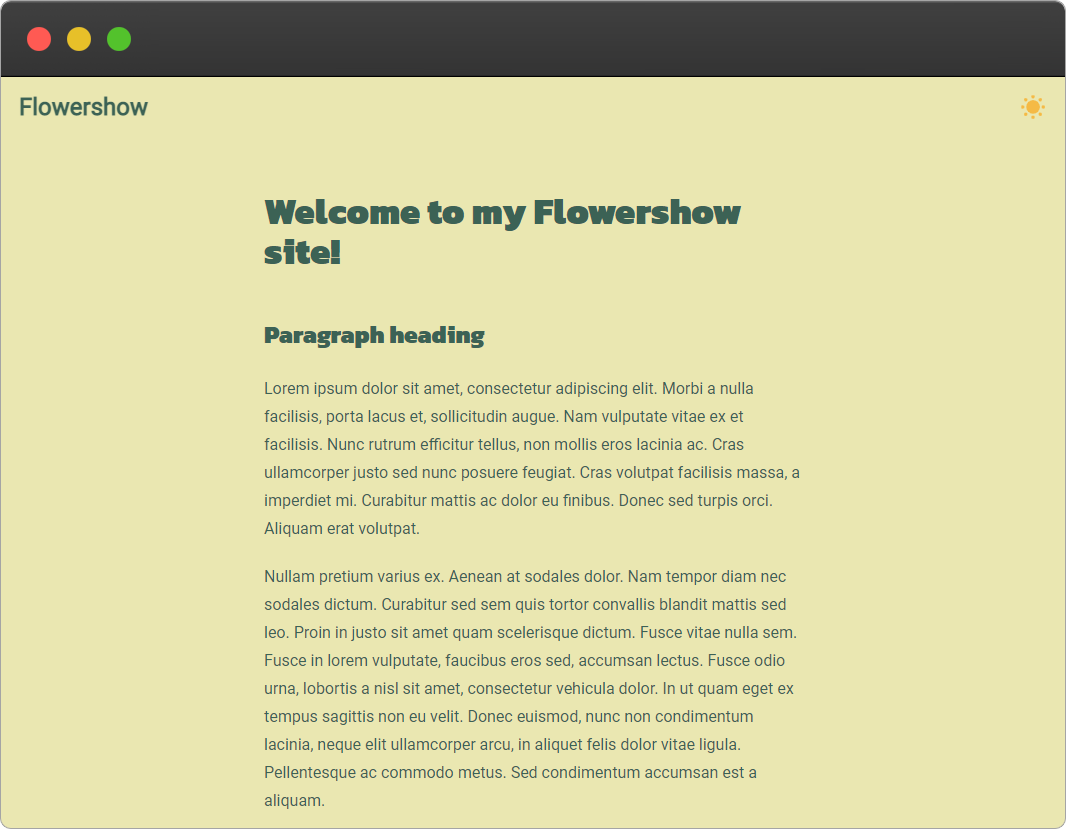 Flowershow
Welcome to my Flowershow
site!
Paragraph heading
Lorem ipsum dolor sit amet, consectetur adipiscing elit. Morbi a nulla
facilisis, porta lacus et, sollicitudin augue. Nam vulputate vitae ex et
facilisis. Nunc rutrum efficitur tellus, non mollis eros lacinia ac. Cras
ullamcorper justo sed nunc posuere feugiat. Cras volutpat facilisis massa, a
imperdiet mi. Curabitur mattis ac dolor eu finibus. Donec sed turpis orci.
Aliquam erat volutpat.
Nullam pretium varius ex. Aenean at sodales dolor. Nam tempor diam nec
sodales dictum. Curabitur sed sem quis tortor convallis blandit mattis sed
leo. Proin in justo sit amet quam scelerisque dictum. Fusce vitae nulla sem.
Fusce in lorem vulputate, faucibus eros sed, accumsan lectus. Fusce odio
urna, lobortis a nisl sit amet, consectetur vehicula dolor. In ut quam eget ex
tempus sagittis non eu velit. Donec euismod, nunc non condimentum
lacinia, neque elit ullamcorper arcu, in aliquet felis dolor vitae ligula.
Pellentesque ac commodo metus. Sed condimentum accumsan est a
aliquam.